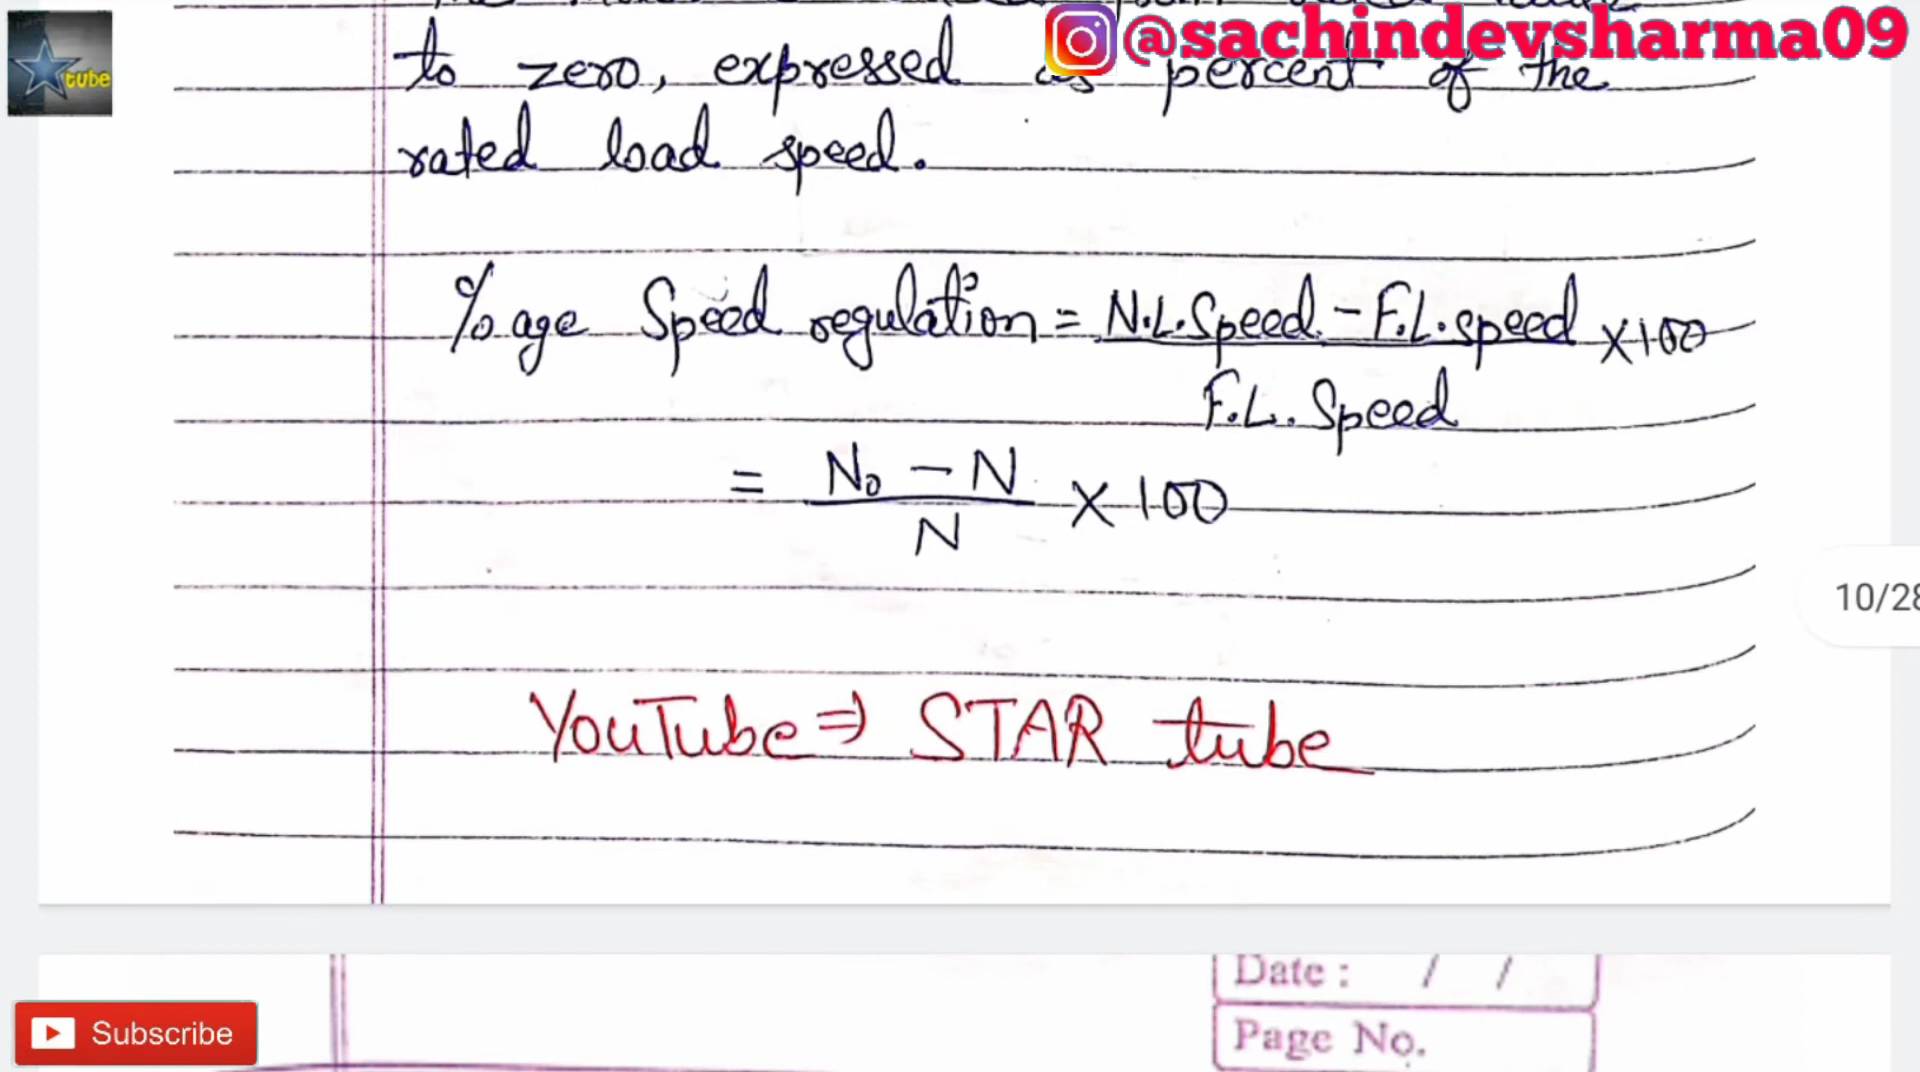 @sachindevsharma09
tube
to zero, expressed as percent of the
rated load speed.
%age Speed regulation = N.L. Speed - F.L. speed × 100
F.L. Speed
= N₀ - N × 100
N
10/28
YouTube ⇒ STAR tube
Date : / /
Page No.
Subscribe